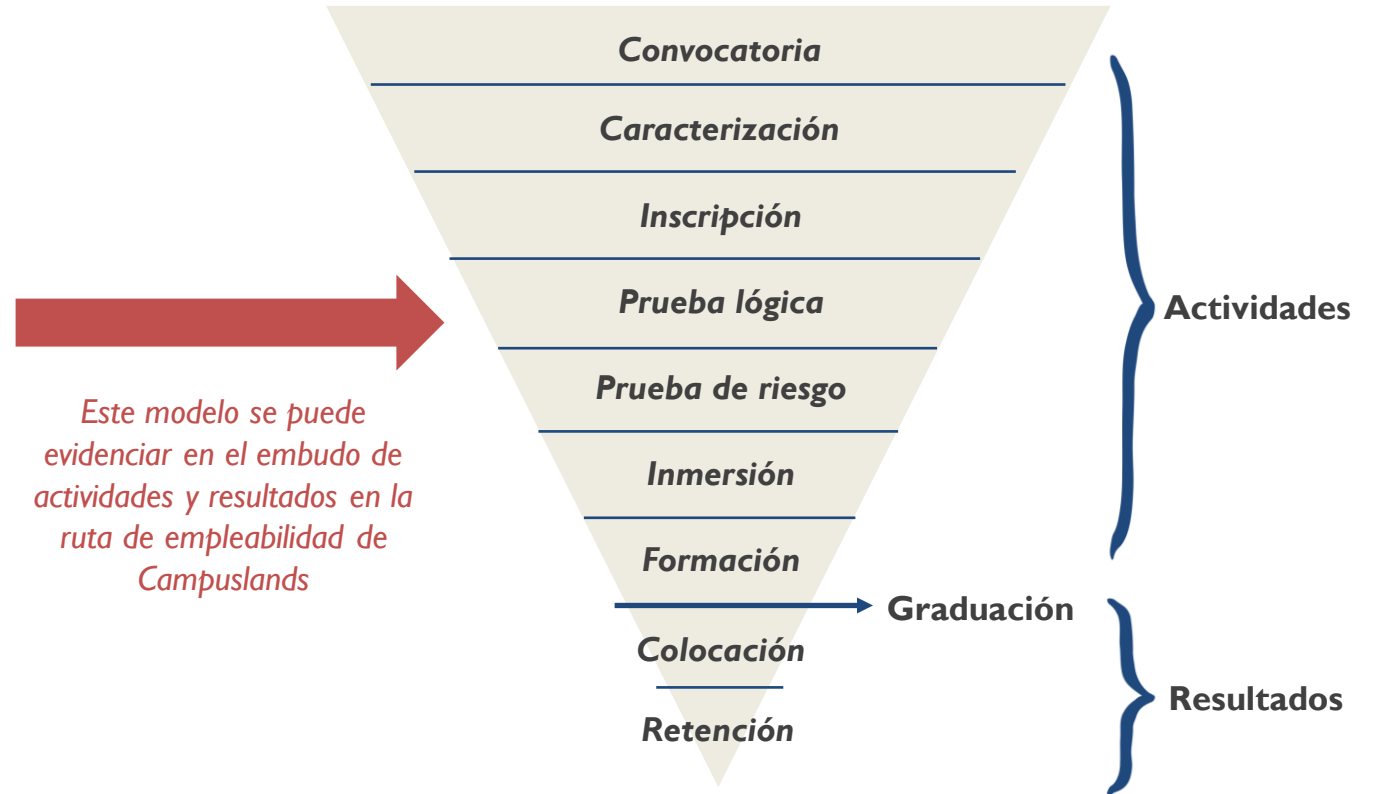 Convocatoria
Caracterización
Inscripción
Prueba lógica
Prueba de riesgo
Inmersión
Formación
Colocación
Retención
Graduación
Actividades
Resultados
Este modelo se puede
evidenciar en el embudo de
actividades y resultados en la
ruta de empleabilidad de
Campuslands